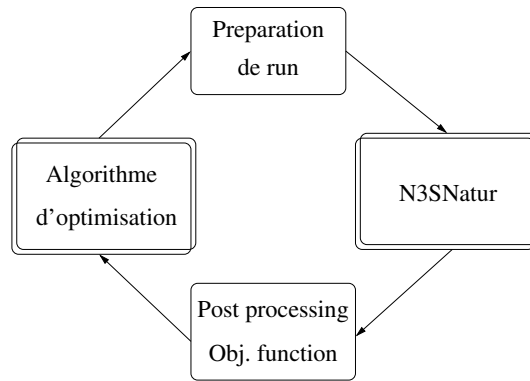 Preparation
de run
Algorithme
d'optimisation
N3SNatur
Post processing
Obj. function